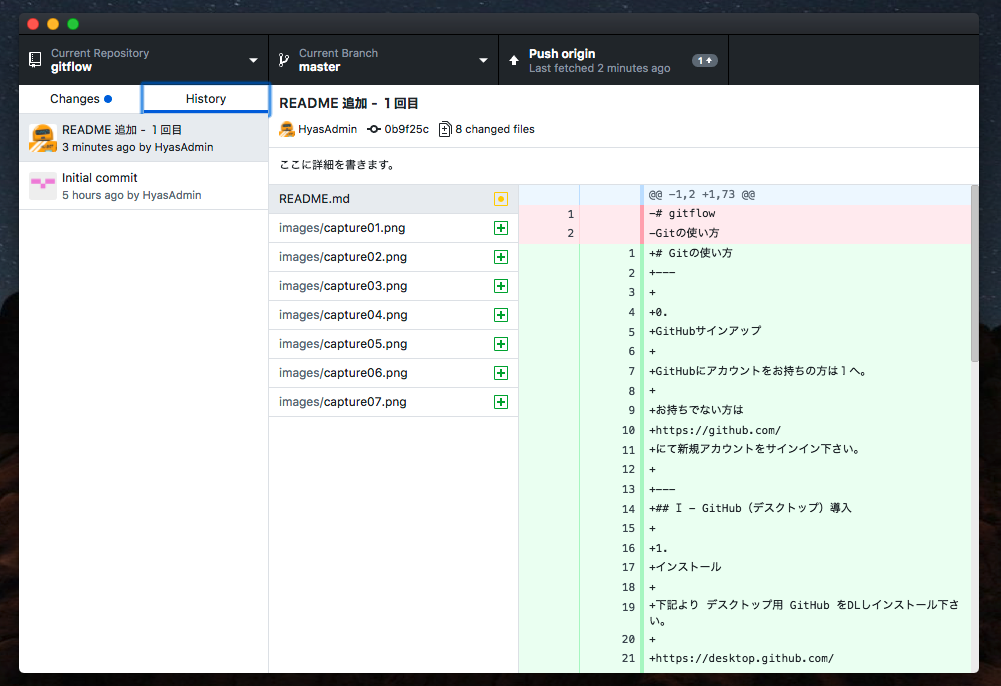 Current Repository
gitflow
Current Branch
master
Push origin
Last fetched 2 minutes ago
1
Changes
History
README 追加 - 1回目
3 minutes ago by HyasAdmin
Initial commit
5 hours ago by HyasAdmin
README 追加 - 1回目
HyasAdmin 0b9f25c 8 changed files
ここに詳細を書きます。
README.md
images/capture01.png
images/capture02.png
images/capture03.png
images/capture04.png
images/capture05.png
images/capture06.png
images/capture07.png
@@ -1,2 +1,73 @@
1 -# gitflow
2 -Gitの使い方
1 +# Gitの使い方
2 +---
3 +
4 +0.
5 +GitHubサインアップ
6 +
7 +GitHubにアカウントをお持ちの方は1へ。
8 +
9 +お持ちでない方は
10 +https://github.com/
11 +にて新規アカウントをサインイン下さい。
12 +
13 +---
14 +## I - GitHub（デスクトップ）導入
15 +
16 +1.
17 +インストール
18 +
19 +下記より デスクトップ用 GitHub をDLしインストール下さ
い。
20 +
21 +https://desktop.github.com/